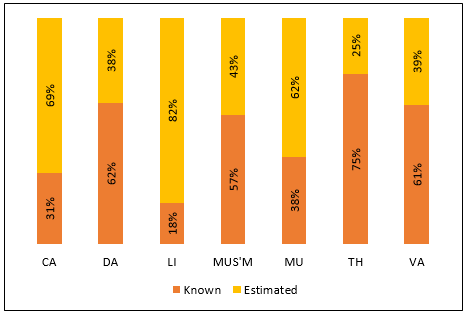 69% 38% 82% 43% 62% 25% 39%
31% 62% 18% 57% 38% 75% 61%
CA DA LI MUS'M MU TH VA
Known Estimated